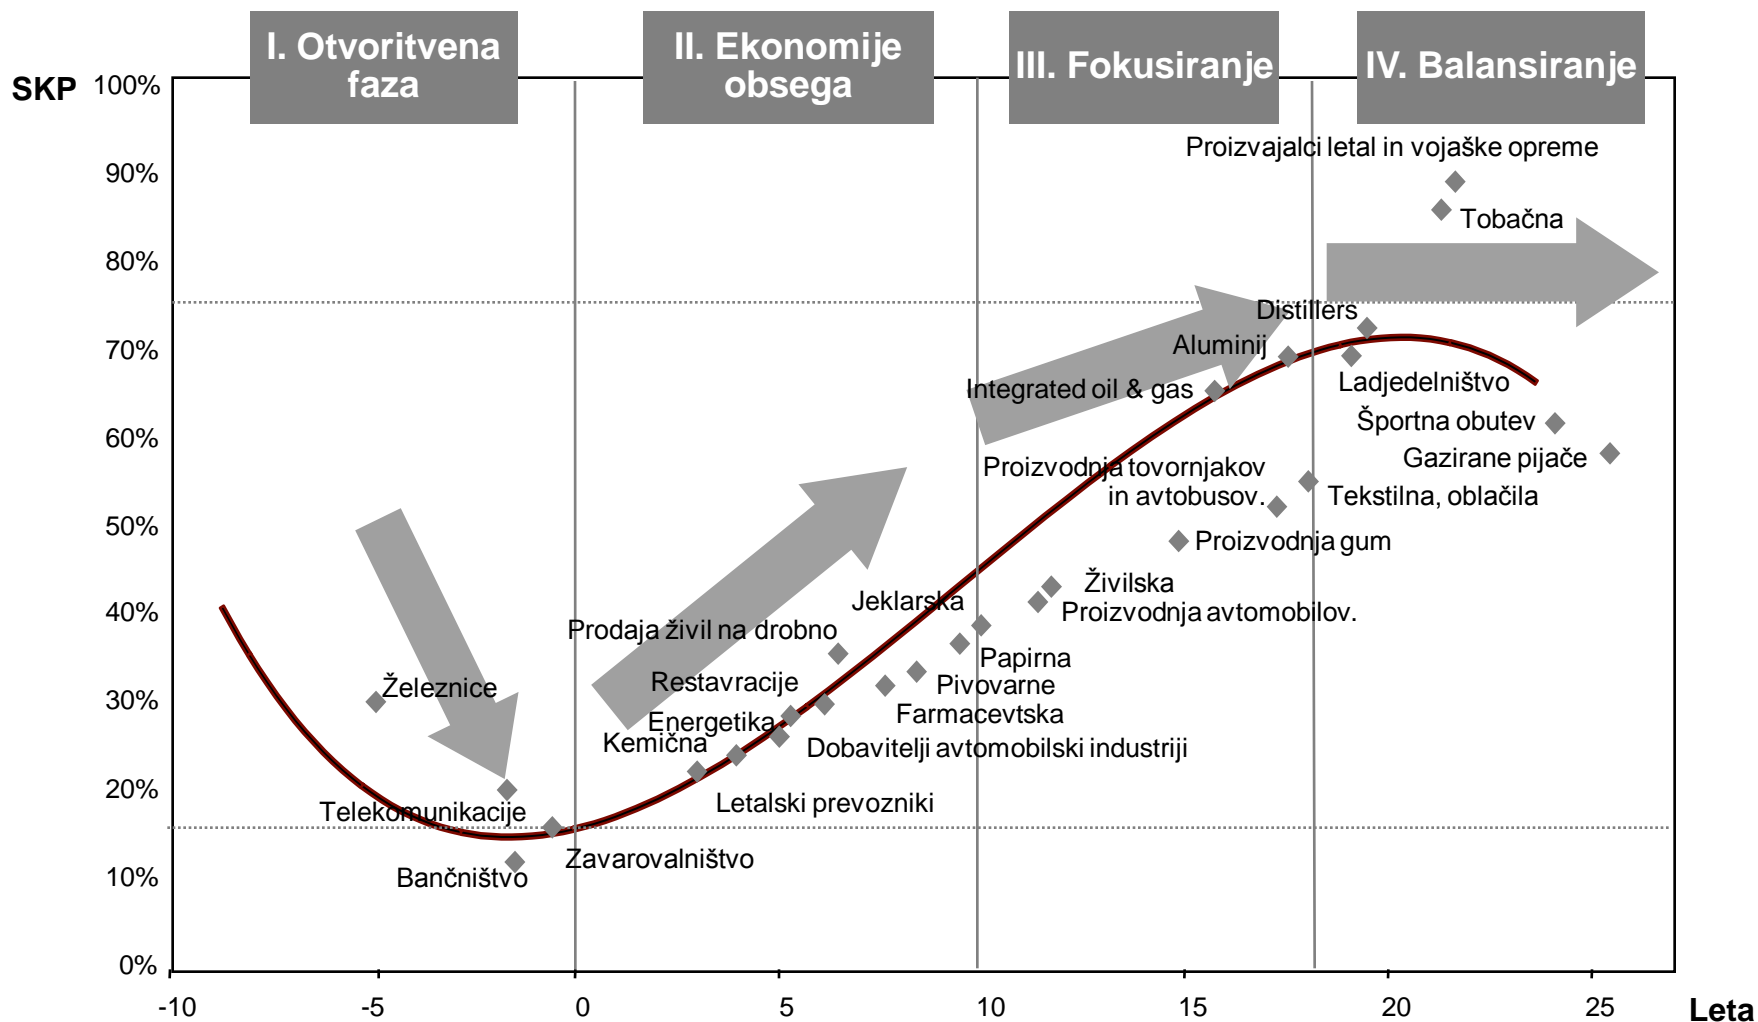 I. Otvoritvena
faza
II. Ekonomije
obsega
III. Fokusiranje
IV. Balansiranje
SKP
100%
90%
80%
70%
60%
50%
40%
30%
20%
10%
0%
Proizvajalci letal in vojaške opreme
Tobačna
Distillers
Aluminij
Integrated oil & gas
Ladjedelništvo
Športna obutev
Gazirane pijače
Proizvodnja tovornjakov
in avtobusov.
Tekstilna, oblačila
Proizvodnja gum
Živilska
Jeklarska
Proizvodnja avtomobilov.
Prodaja živil na drobno
Papirna
Restavracije
Pivovarne
Železnice
Farmacevtska
Energetika
Kemična
Dobavitelji avtomobilski industriji
Letalski prevozniki
Telekomunikacije
Zavarovalništvo
Bančništvo
-10
-5
0
5
10
15
20
25
Leta